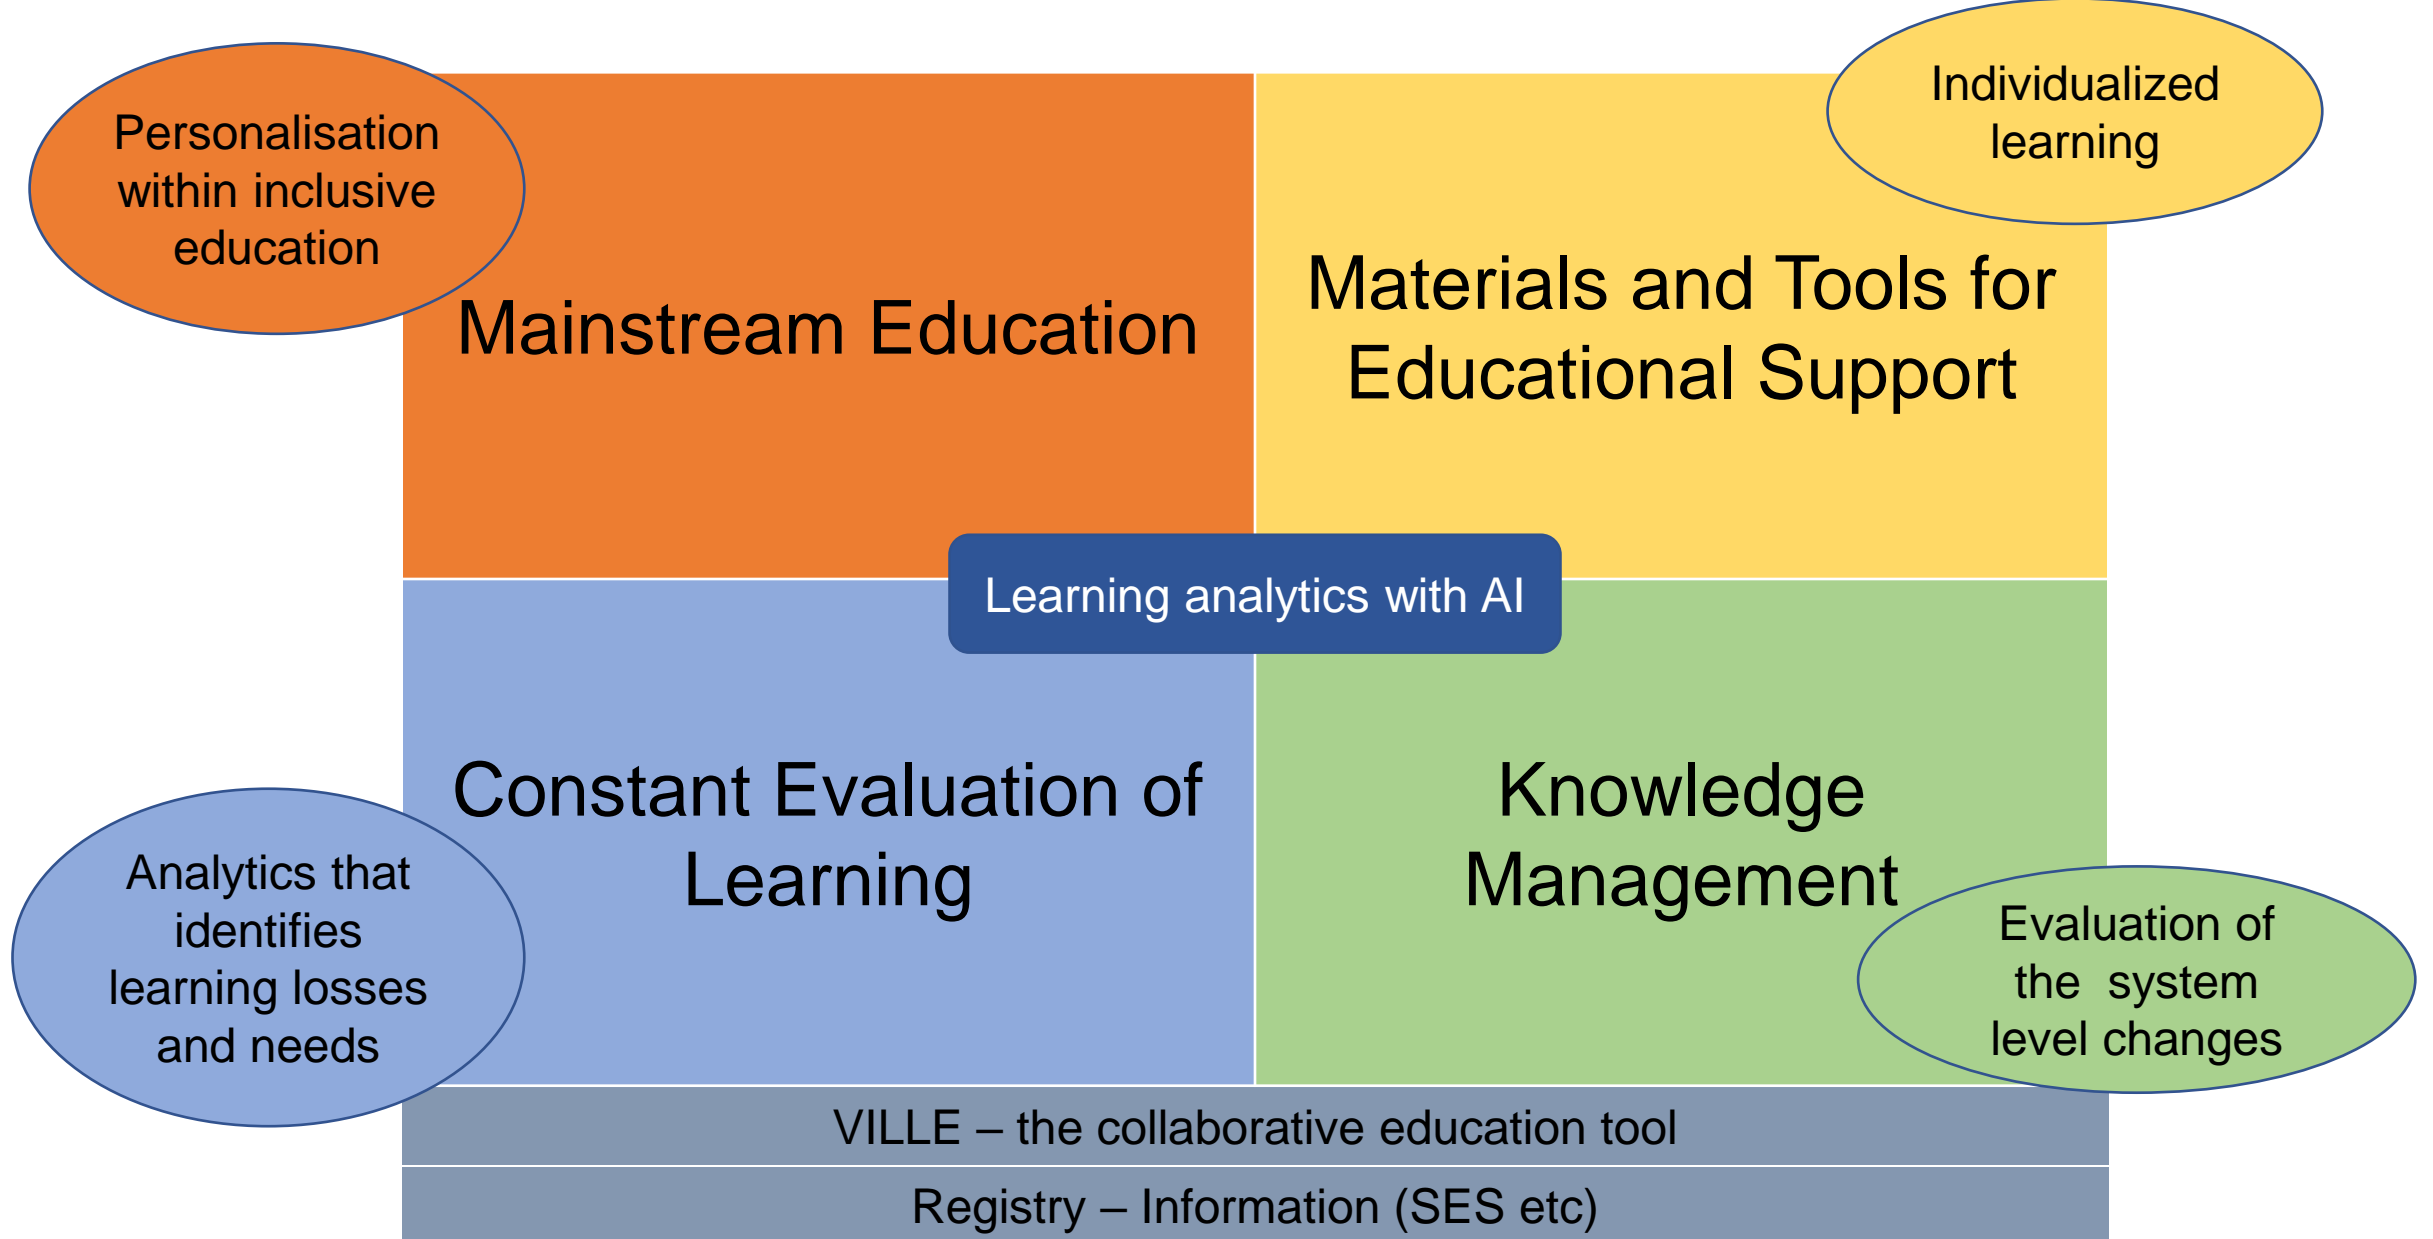 Personalisation
within inclusive
education
Individualized
learning
Mainstream Education
Materials and Tools for
Educational Support
Learning analytics with AI
Constant Evaluation of
Learning
Knowledge
Management
Analytics that
identifies
learning losses
and needs
Evaluation of
the  system
level changes
VILLE – the collaborative education tool
Registry – Information (SES etc)